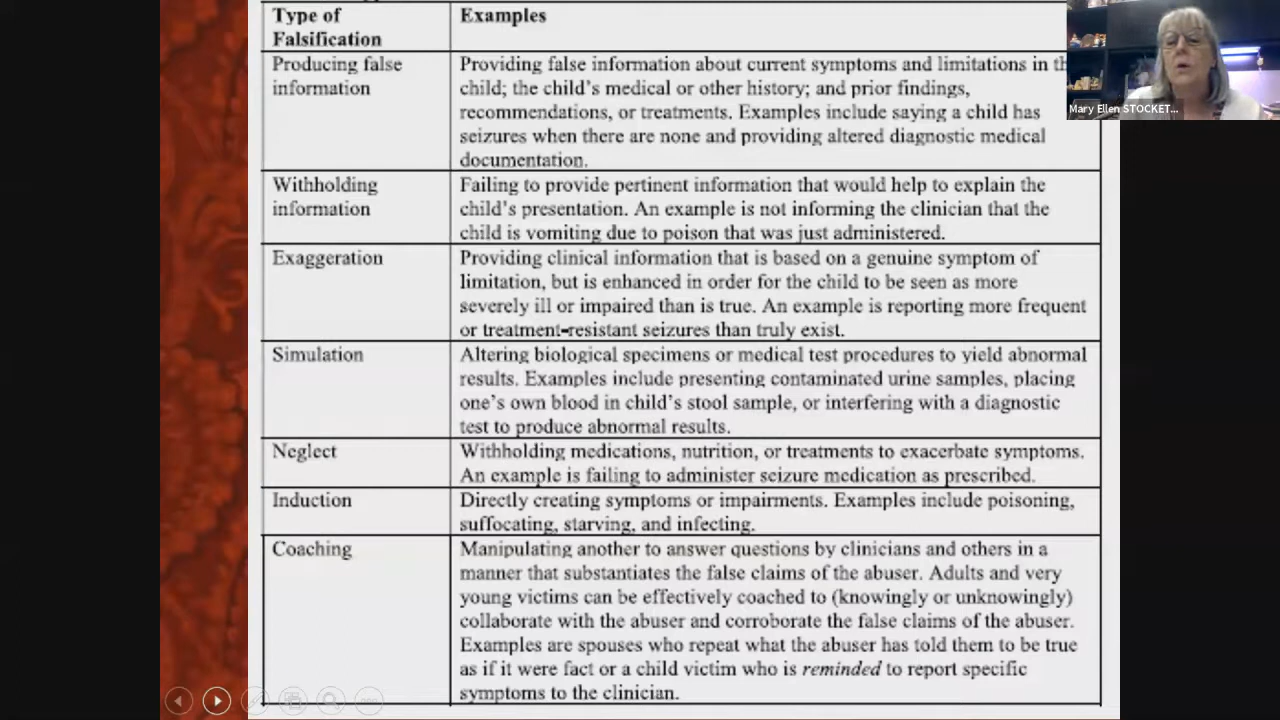 Type of
Falsification
Examples
Producing false
information
Providing false information about current symptoms and limitations in th
child; the child's medical or other history; and prior findings,
recommendations, or treatments. Examples include saying a child has
seizures when there are none and providing altered diagnostic medical
documentation.
Withholding
information
Failing to provide pertinent information that would help to explain the
child's presentation. An example is not informing the clinician that the
child is vomiting due to poison that was just administered.
Exaggeration
Providing clinical information that is based on a genuine symptom of
limitation, but is enhanced in order for the child to be seen as more
severely ill or impaired than is true. An example is reporting more frequent
or treatment-resistant seizures than truly exist.
Simulation
Altering biological specimens or medical test procedures to yield abnormal
results. Examples include presenting contaminated urine samples, placing
one's own blood in child's stool sample, or interfering with a diagnostic
test to produce abnormal results.
Neglect
Withholding medications, nutrition, or treatments to exacerbate symptoms.
An example is failing to administer seizure medication as prescribed.
Induction
Directly creating symptoms or impairments. Examples include poisoning,
suffocating, starving, and infecting.
Coaching
Manipulating another to answer questions by clinicians and others in a
manner that substantiates the false claims of the abuser. Adults and very
young victims can be effectively coached to (knowingly or unknowingly)
collaborate with the abuser and corroborate the false claims of the abuser.
Examples are spouses who repeat what the abuser has told them to be true
as if it were fact or a child victim who is reminded to report specific
symptoms to the clinician.
Mary Ellen STOCKET...